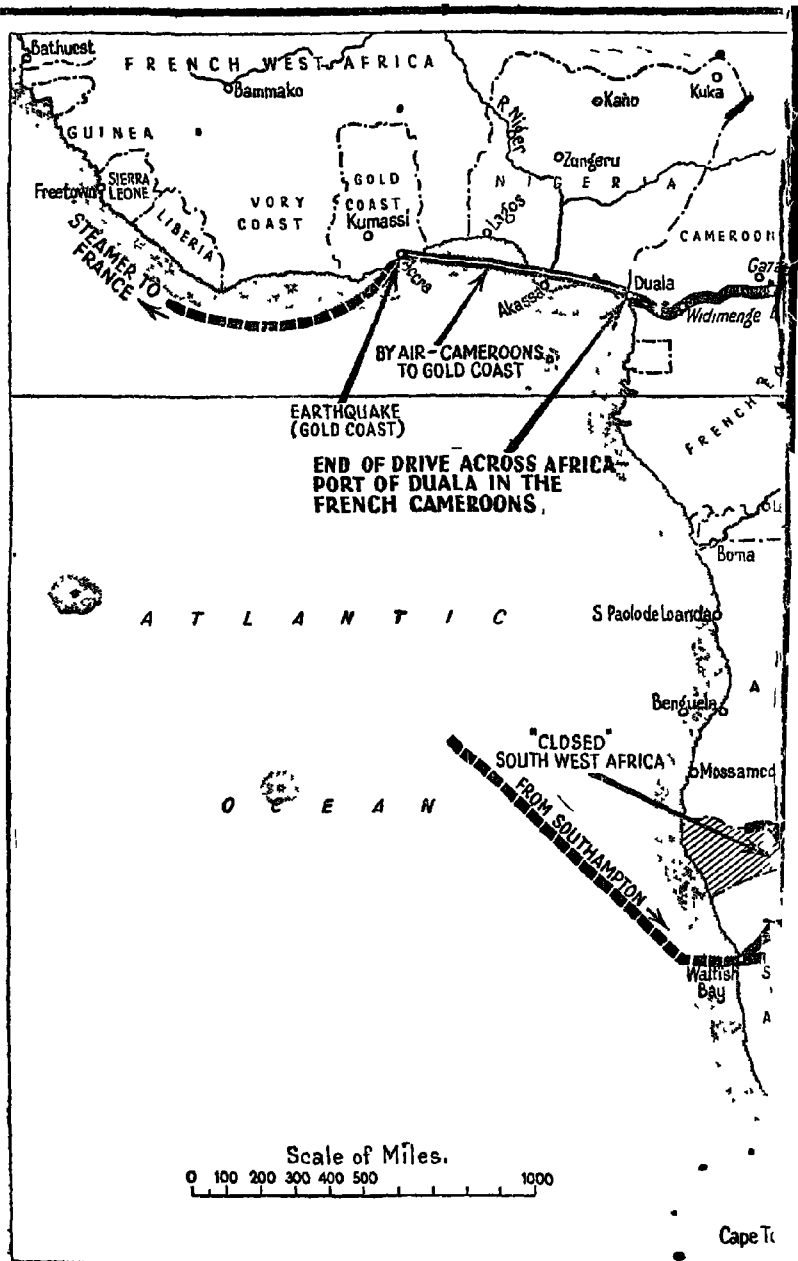 Bathurst
FRENCH WEST AFRICA
Bammako
Kano
Kuka
R. Niger
GUINEA
Zungeru
Freetown
SIERRA
LEONE
LIBERIA
VORY
COAST
GOLD
COAST
Kumassi
NIGERIA
Lagos
CAMEROON
STEAMER TO
FRANCE
Accra
Akassa
Duala
Gara
Widimenge
BY AIR-CAMEROONS
TO GOLD COAST
EARTHQUAKE
(GOLD COAST)
FRENCH
END OF DRIVE ACROSS AFRICA
PORT OF DUALA IN THE
FRENCH CAMEROONS.
Boma
ATLANTIC
S Paolo de Loanda
A
Benguela
"CLOSED"
SOUTH WEST AFRICA
Mossamed
OCEAN
FROM SOUTHAMPTON
Walfish
Bay
S
A
Scale of Miles.
0 100 200 300 400 500 1000
Cape To